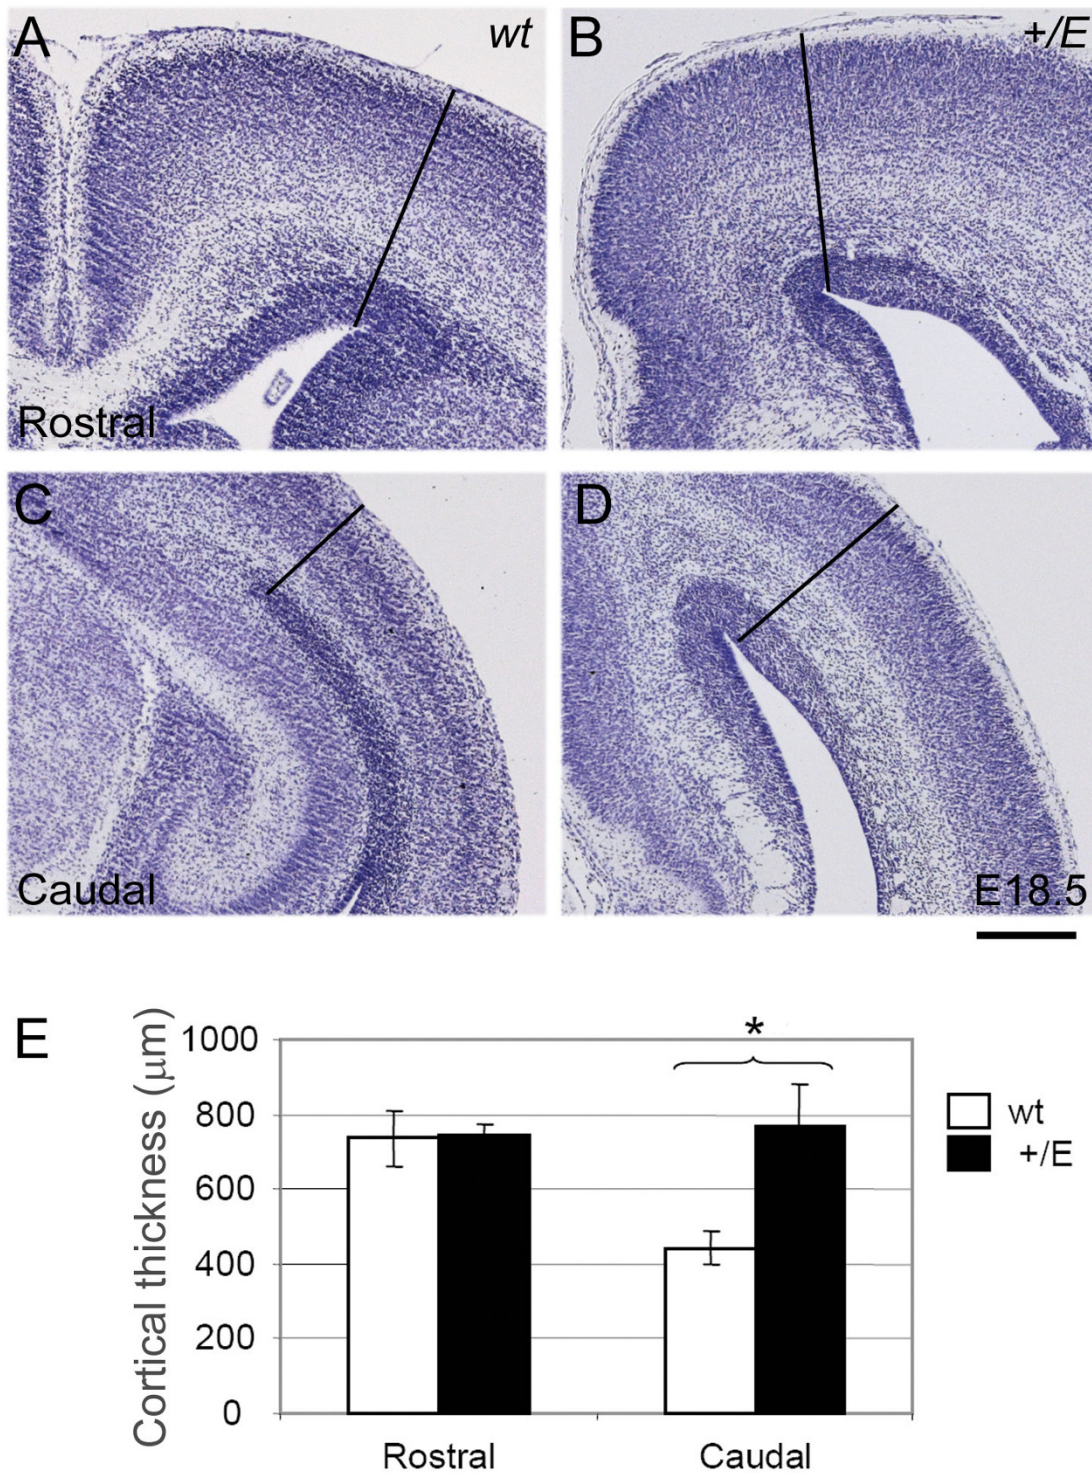 A
wt
B
+/E
Rostral
C
D
Caudal
E18.5
E
Cortical thickness (μm)
1000
800
600
400
200
0
*
wt
+/E
Rostral
Caudal